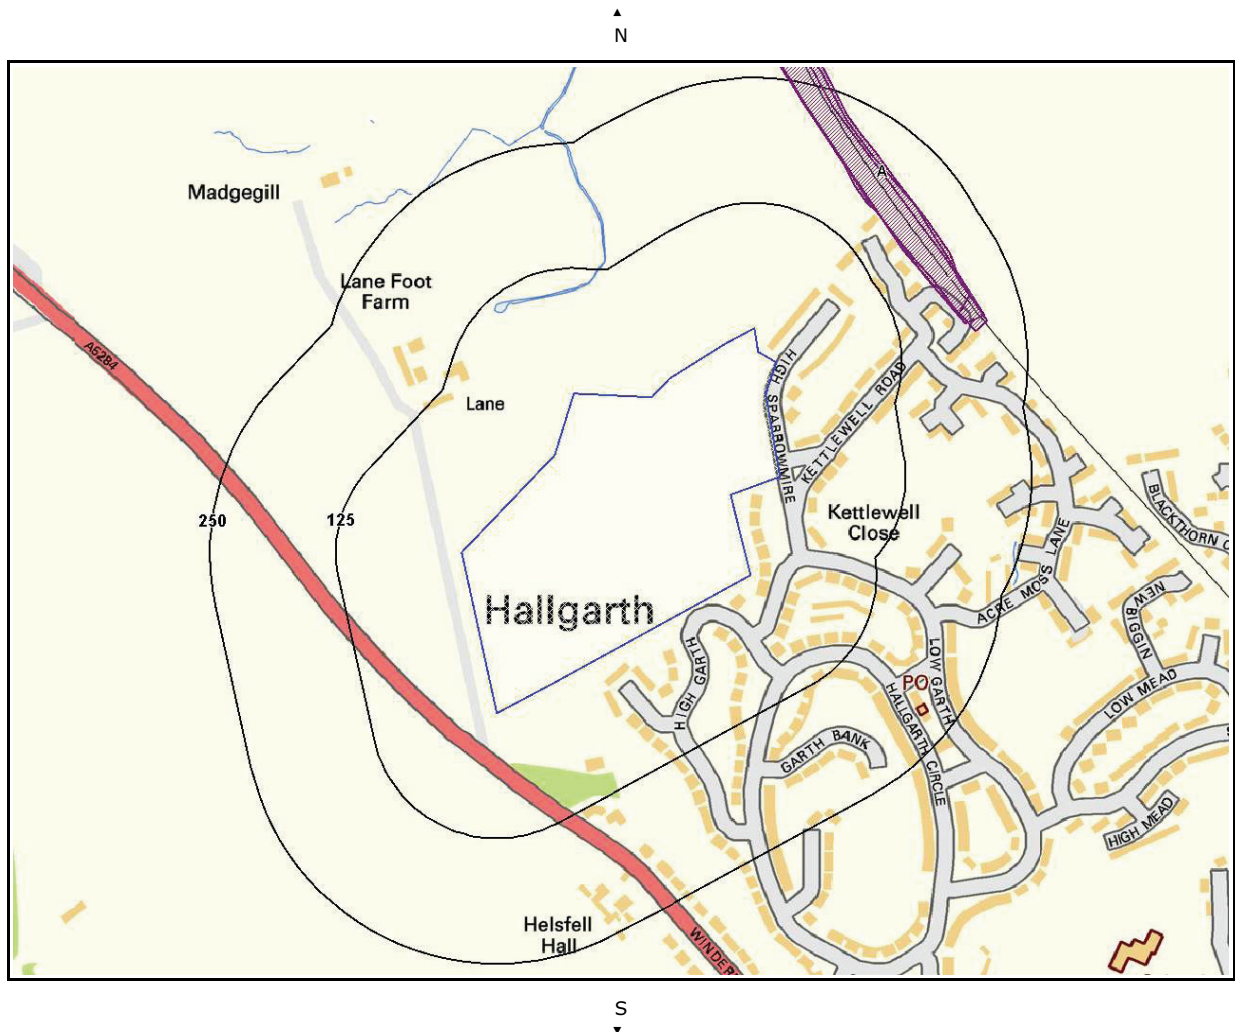 N
A
Madgegill
Lane Foot
Farm
A6284
Lane
HIGH SPARROWMIRE
KETTLEWELL ROAD
250
125
Kettlewell
Close
BLACKTHORN C
Hallgarth
ACRE MOSS LANE
NEW BIGGIN
HIGH GARTH
LOW GARTH
PO
LOW MEAD
HALLGARTH CIRCLE
GARTH BANK
HIGH MEAD
Helsfell
Hall
WINDER
S